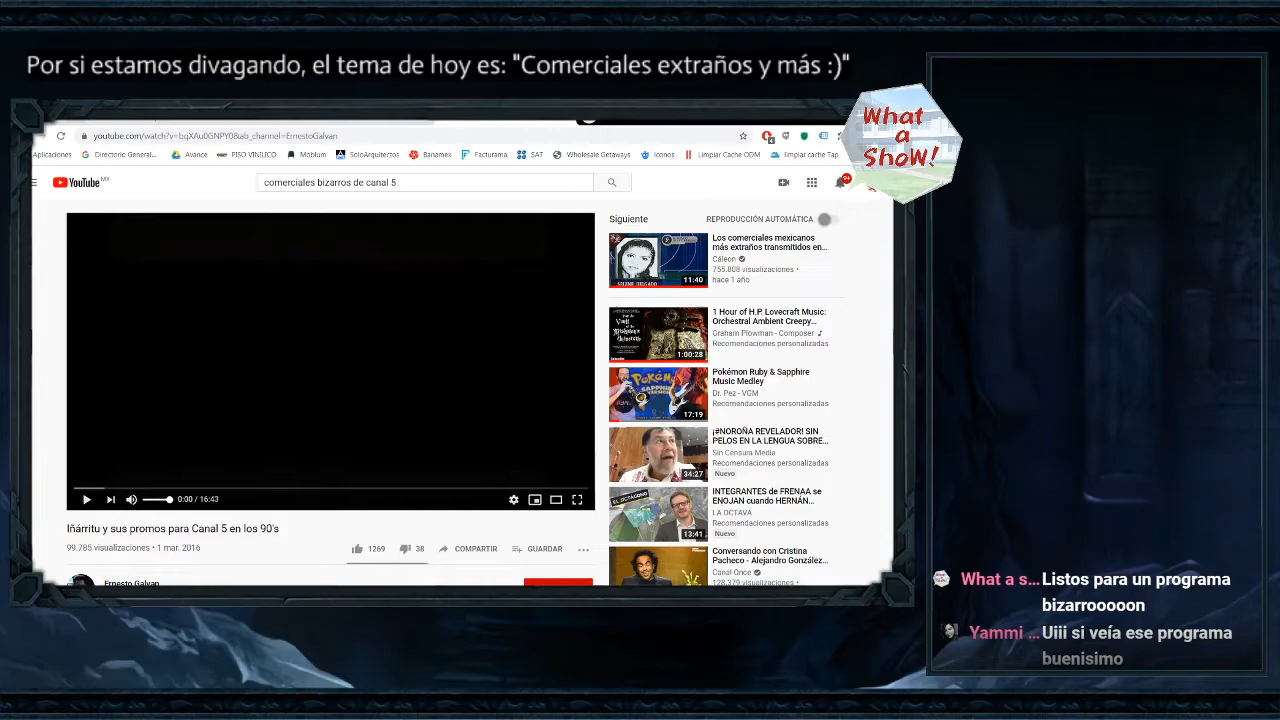 Por si estamos divagando, el tema de hoy es: "Comerciales extraños y más :)"
What
a
ShoW!
youtube.com/watch?v=bqXAu0GNPY0&ab_channel=ErnestoGalvan
Aplicaciones
Directorio General...
Avance
PISO VINILICO
Mobium
SoloArquitectos
Banamex
Facturama
SAT
Wholesale Getaways
Iconos
Limpiar Cache ODM
limpiar cache Tap
YouTube MX
comerciales bizarros de canal 5
9+
Siguiente
REPRODUCCIÓN AUTOMÁTICA
Los comerciales mexicanos
más extraños transmitidos en...
Cáleon
755.808 visualizaciones •
hace 1 año
11:40
1 Hour of H.P. Lovecraft Music:
Orchestral Ambient Creepy...
Graham Plowman - Composer
Recomendaciones personalizadas
1:00:28
Pokémon Ruby & Sapphire
Music Medley
Dr. Pez - VGM
Recomendaciones personalizadas
17:19
¡#NOROÑA REVELADOR! SIN
PELOS EN LA LENGUA SOBRE...
Sin Censura Media
Recomendaciones personalizadas
Nuevo
34:27
INTEGRANTES de FRENAA se
ENOJAN cuando HERNÁN...
LA OCTAVA
Recomendaciones personalizadas
Nuevo
13:41
Conversando con Cristina
Pacheco - Alejandro González...
Canal Once
128.379 visualizaciones •
0:00 / 16:43
Iñárritu y sus promos para Canal 5 en los 90's
99.785 visualizaciones • 1 mar. 2016
1269
38
COMPARTIR
GUARDAR
Ernesto Galvan
What a s... Listos para un programa
bizarrooooon
Yammi ... Uiii si veía ese programa
buenisimo